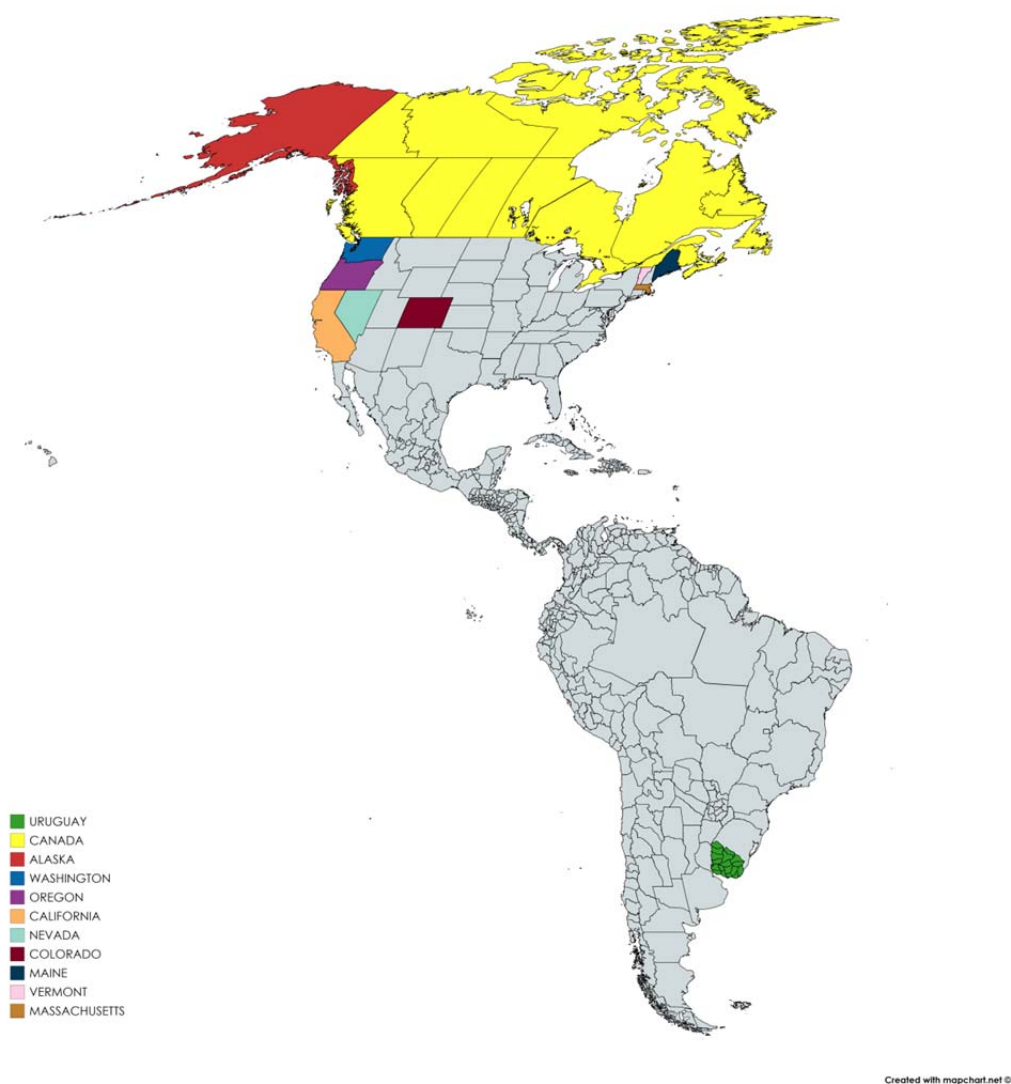 URUGUAY
CANADA
ALASKA
WASHINGTON
OREGON
CALIFORNIA
NEVADA
COLORADO
MAINE
VERMONT
MASSACHUSETTS
Created with mapchart.net ©